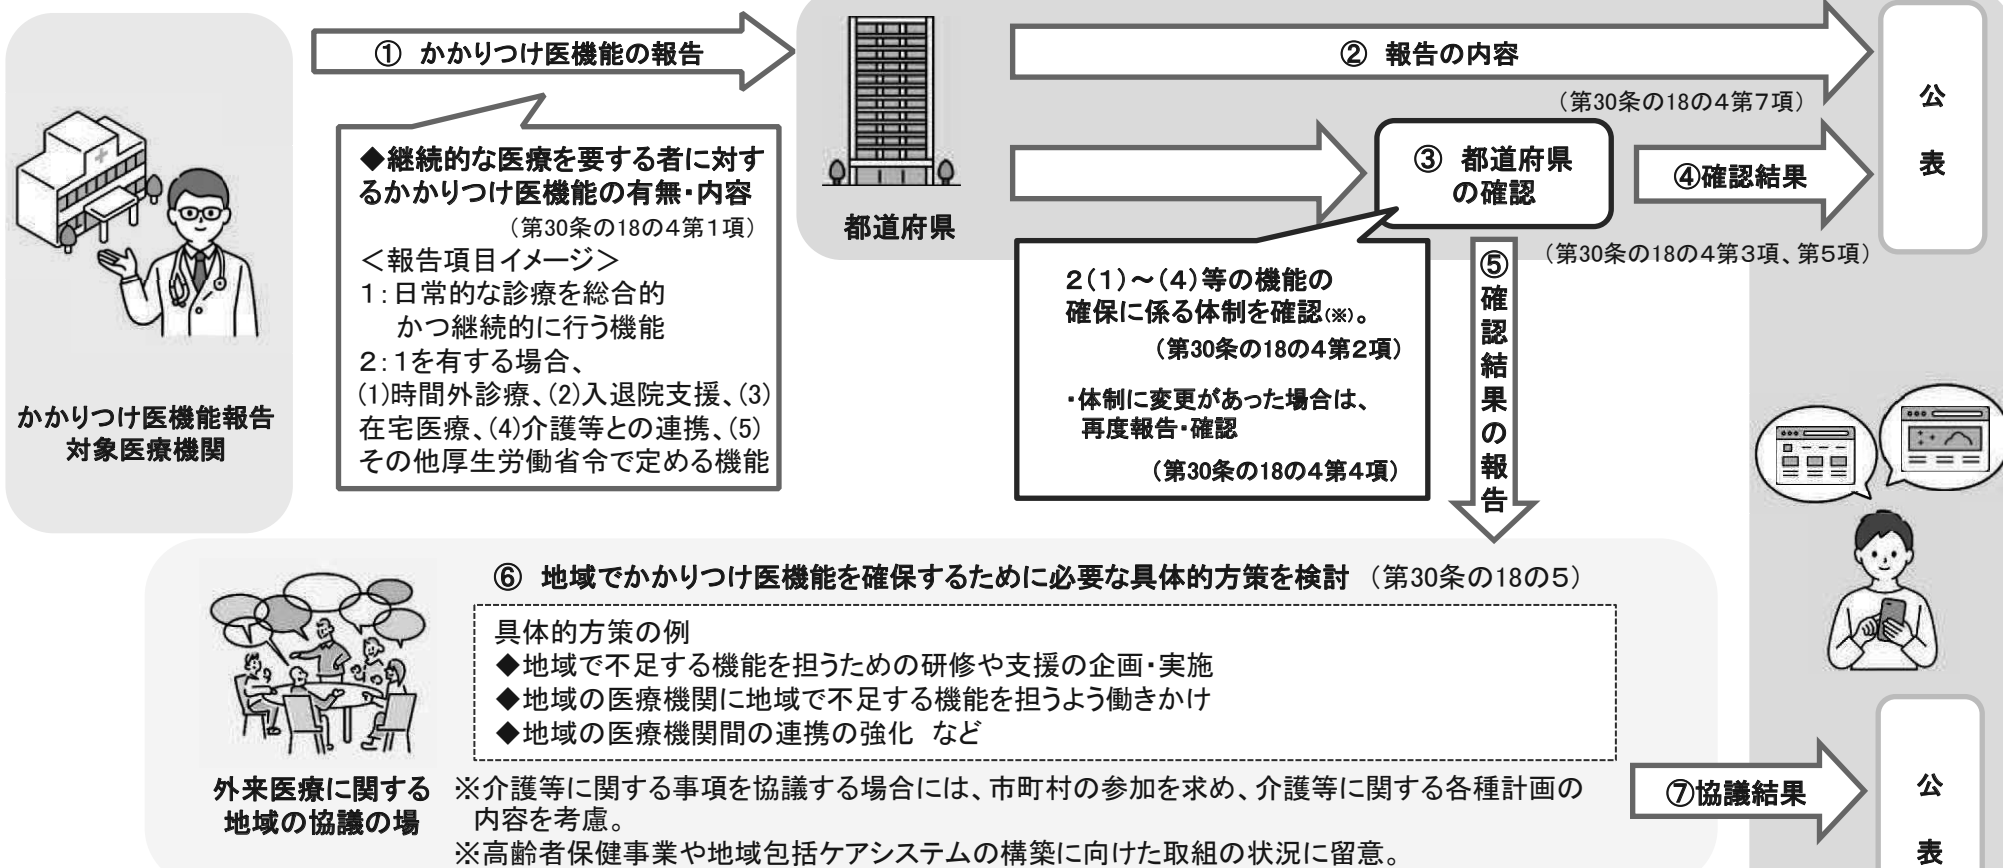 ① かかりつけ医機能の報告
② 報告の内容
(第30条の18の4第7項)
公表
◆継続的な医療を要する者に対す
るかかりつけ医機能の有無・内容
(第30条の18の4第1項)
<報告項目イメージ>
1:日常的な診療を総合的
かつ継続的に行う機能
2:1を有する場合、
(1)時間外診療、(2)入退院支援、(3)
在宅医療、(4)介護等との連携、(5)
その他厚生労働省令で定める機能
かかりつけ医機能報告
対象医療機関
都道府県
③ 都道府県
の確認
④確認結果
(第30条の18の4第3項、第5項)
2(1)~(4)等の機能の
確保に係る体制を確認(※)。
(第30条の18の4第2項)
・体制に変更があった場合は、
再度報告・確認
(第30条の18の4第4項)
⑤確認結果の報告
⑥ 地域でかかりつけ医機能を確保するために必要な具体的方策を検討 (第30条の18の5)
具体的方策の例
◆地域で不足する機能を担うための研修や支援の企画・実施
◆地域の医療機関に地域で不足する機能を担うよう働きかけ
◆地域の医療機関間の連携の強化 など
外来医療に関する
地域の協議の場
※介護等に関する事項を協議する場合には、市町村の参加を求め、介護等に関する各種計画の
内容を考慮。
※高齢者保健事業や地域包括ケアシステムの構築に向けた取組の状況に留意。
⑦協議結果
公表